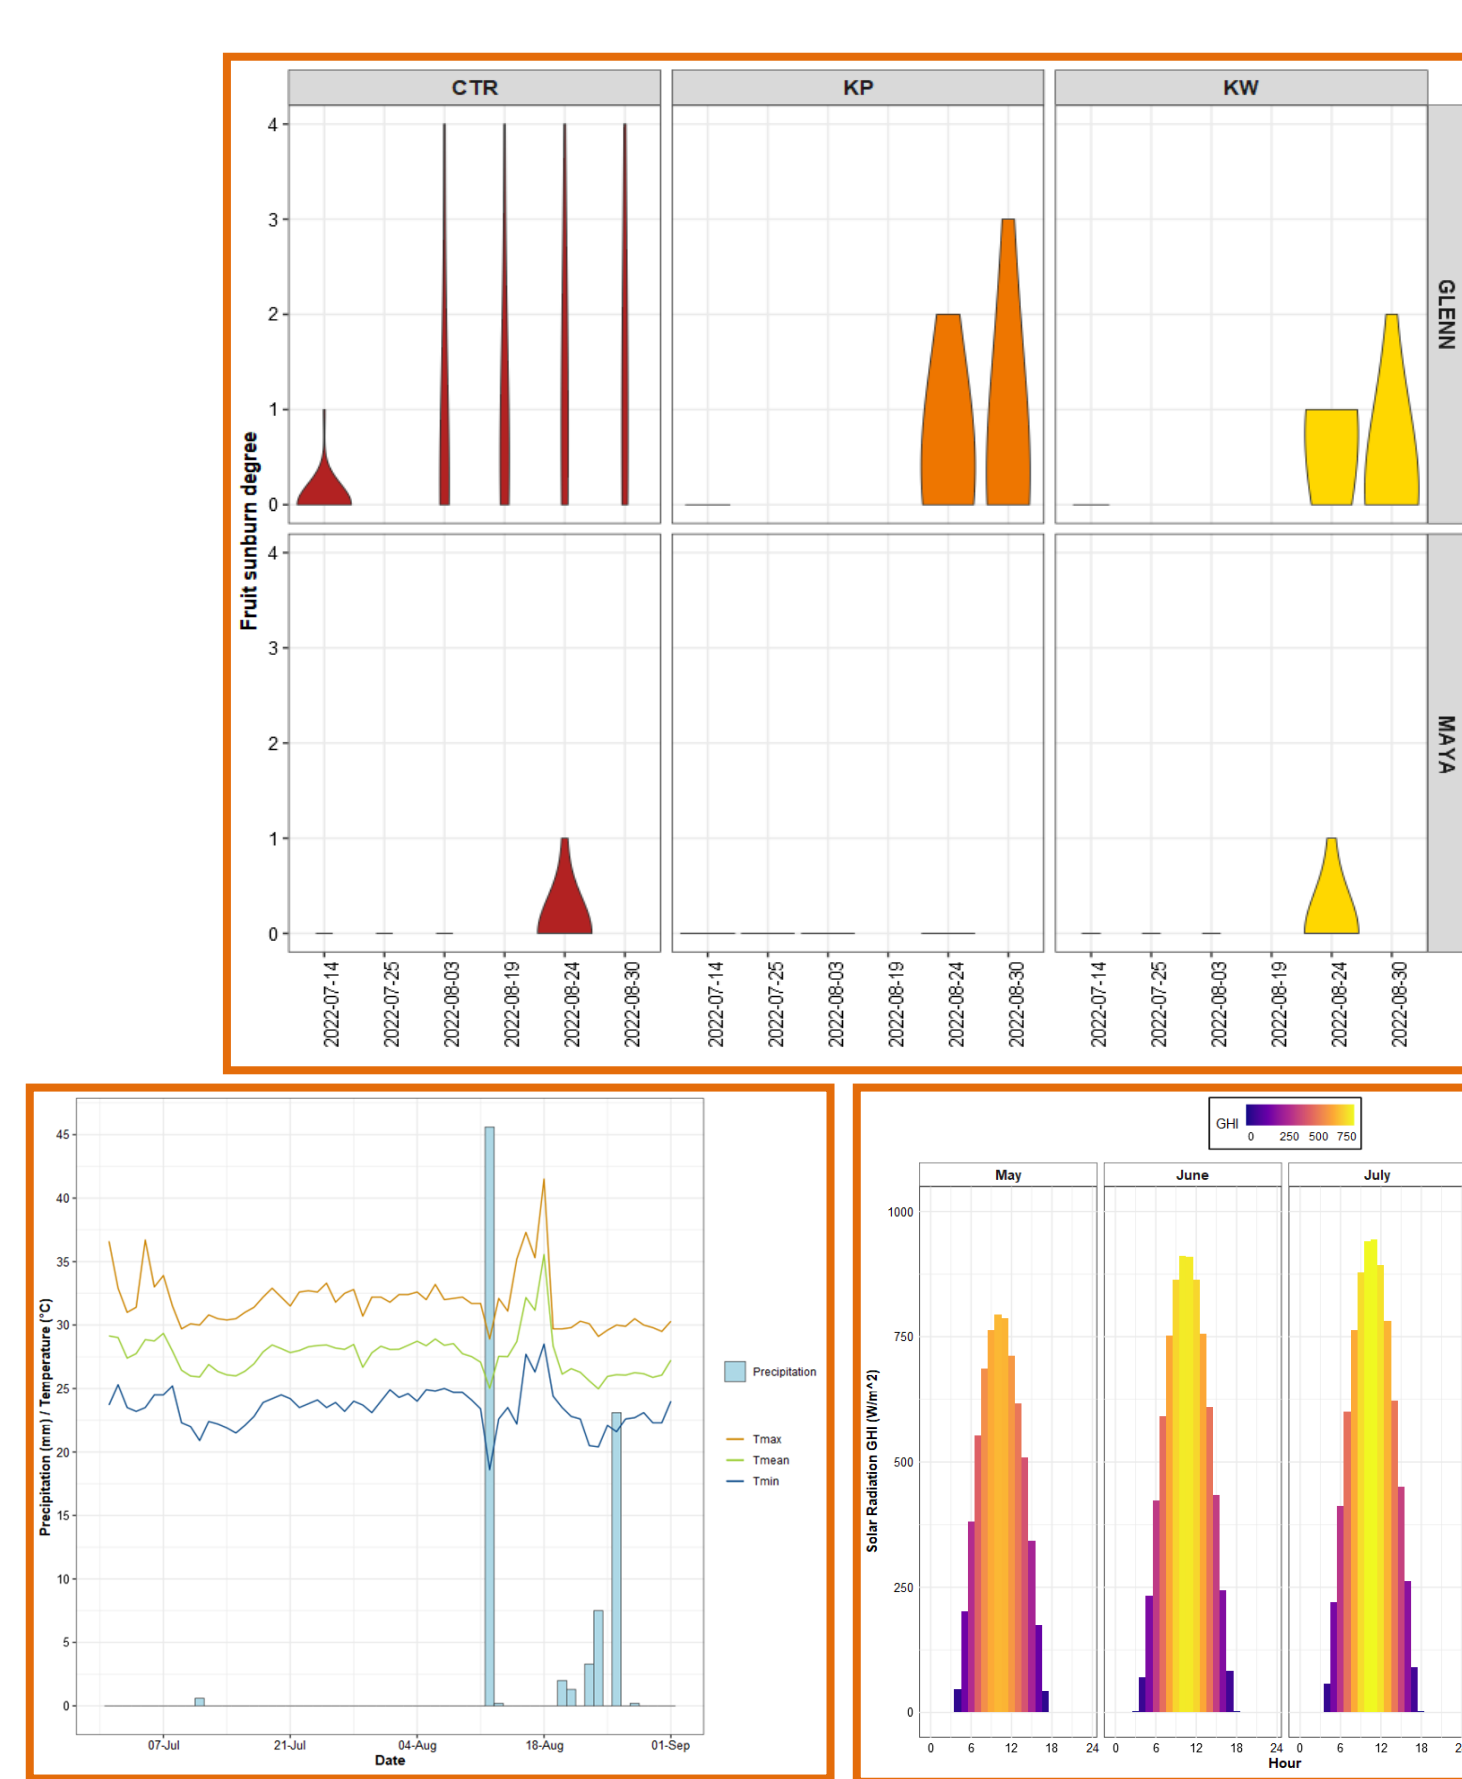 CTR KP KW
4
3
2
1
0
GLENN
4
3
2
1
0
MAYA
Fruit sunburn degree
2022-07-14 2022-07-25 2022-08-03 2022-08-19 2022-08-24 2022-08-30 2022-07-14 2022-07-25 2022-08-03 2022-08-19 2022-08-24 2022-08-30 2022-07-14 2022-07-25 2022-08-03 2022-08-19 2022-08-24 2022-08-30
45
40
35
30
25
20
15
10
5
0
Precipitation (mm) / Temperature (°C)
07-Jul 21-Jul 04-Aug 18-Aug 01-Sep
Date
Precipitation
Tmax
Tmean
Tmin
GHI
0 250 500 750
May June July
1000
750
500
250
0
Solar Radiation GHI (W/m^2)
0 6 12 18 24 0 6 12 18 24 0 6 12 18
Hour